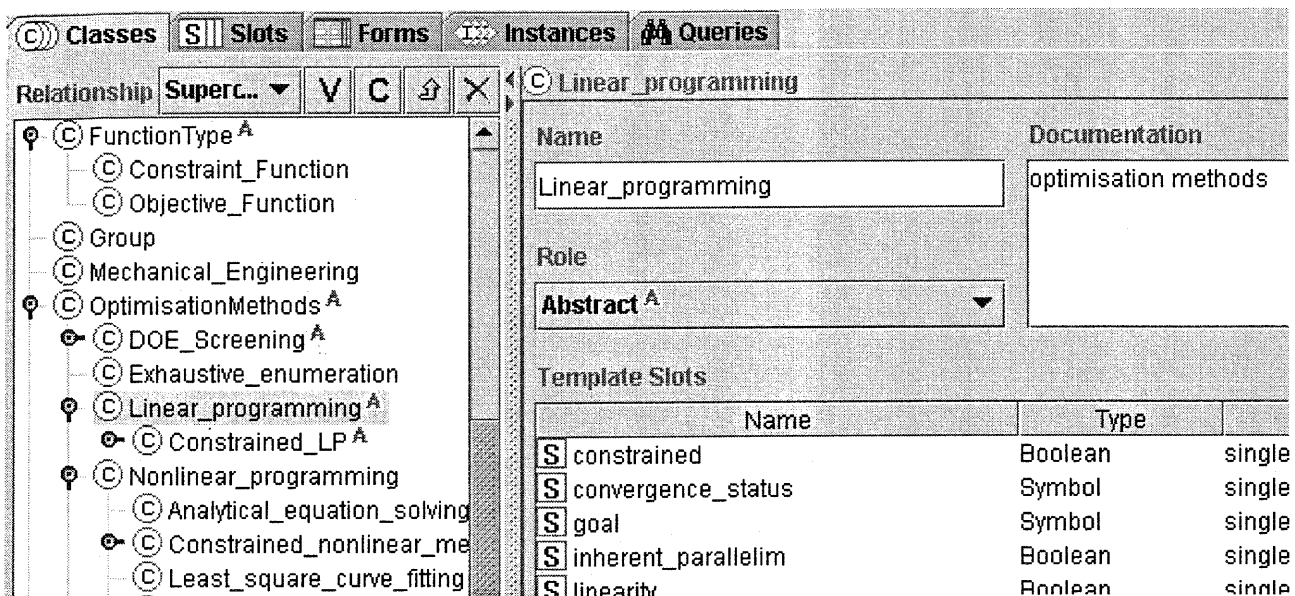 Classes S Slots Forms Instances Queries
Relationship Superc... V C
C FunctionType A
C Constraint_Function
C Objective_Function
C Group
C Mechanical_Engineering
C OptimisationMethods A
C DOE_Screening A
C Exhaustive_enumeration
C Linear_programming A
C Constrained_LP A
C Nonlinear_programming
C Analytical_equation_solving
C Constrained_nonlinear_me
C Least_square_curve_fitting
C Linear_programming
Name
Linear_programming
Documentation
optimisation methods
Role
Abstract A
Template Slots
Name Type
S constrained Boolean single
S convergence_status Symbol single
S goal Symbol single
S inherent_parallelim Boolean single
S linearity Boolean single